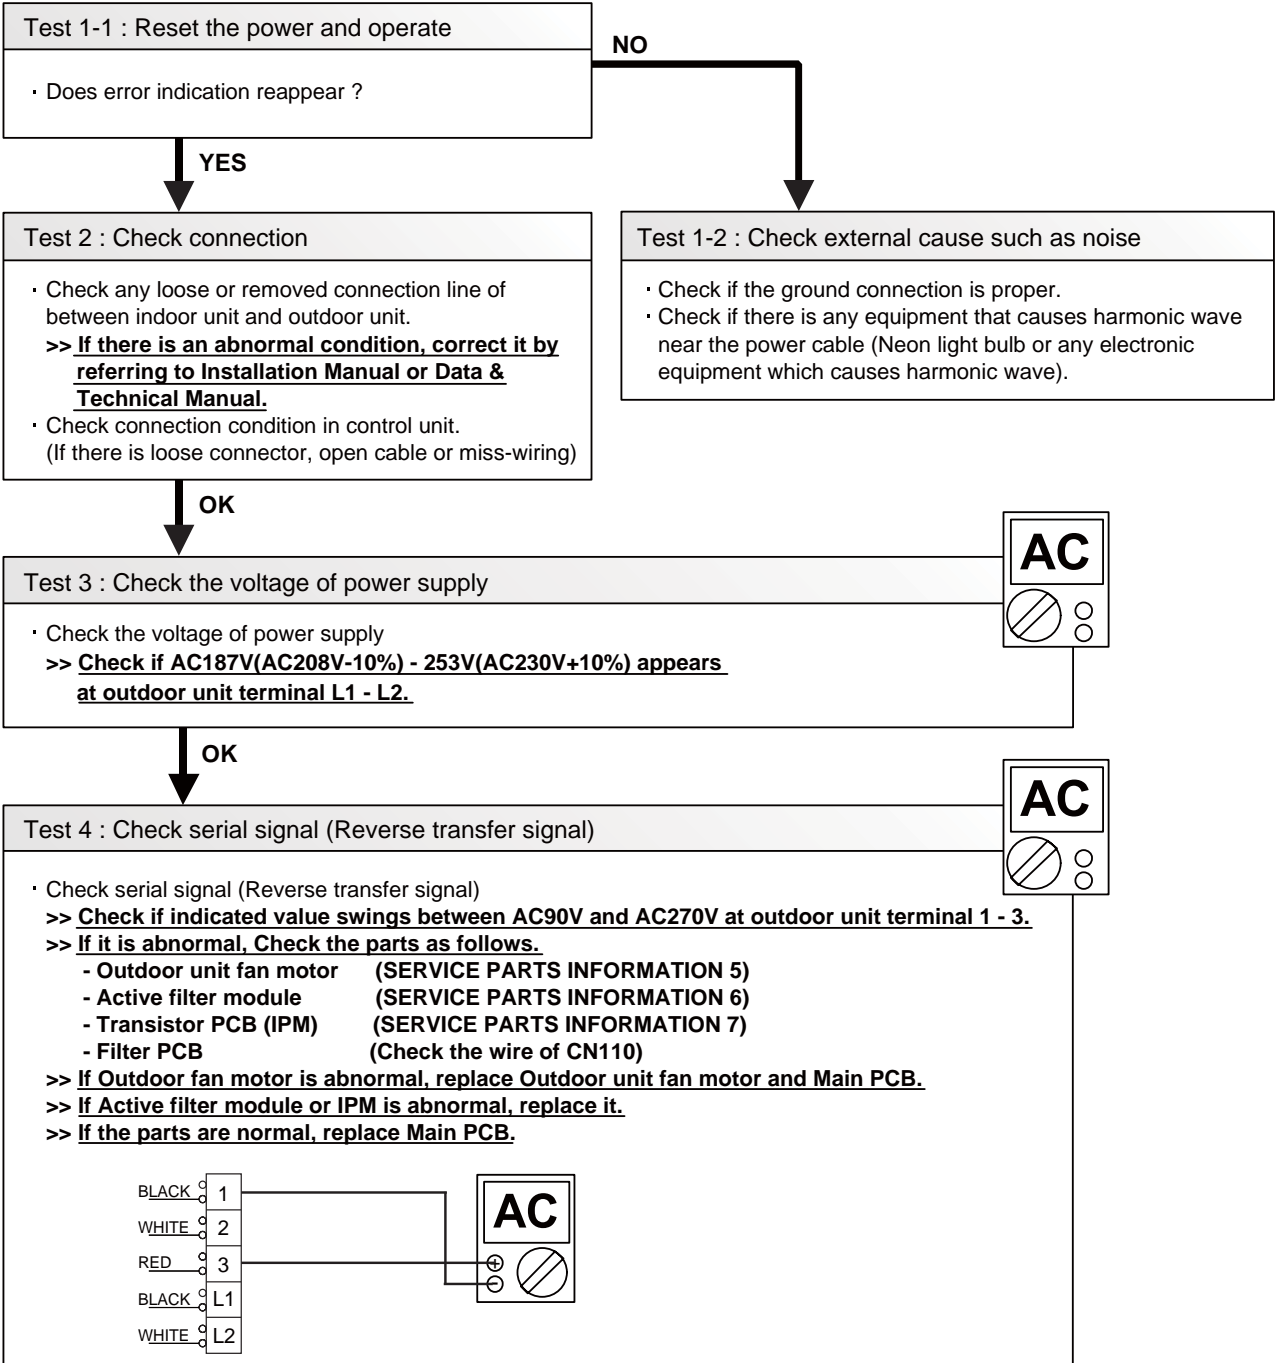 Test 1-1 : Reset the power and operate
· Does error indication reappear ?
NO
YES
Test 2 : Check connection
· Check any loose or removed connection line of
between indoor unit and outdoor unit.
>> If there is an abnormal condition, correct it by
referring to Installation Manual or Data &
Technical Manual.
· Check connection condition in control unit.
(If there is loose connector, open cable or miss-wiring)
Test 1-2 : Check external cause such as noise
· Check if the ground connection is proper.
· Check if there is any equipment that causes harmonic wave
near the power cable (Neon light bulb or any electronic
equipment which causes harmonic wave).
OK
AC
Test 3 : Check the voltage of power supply
· Check the voltage of power supply
>> Check if AC187V(AC208V-10%) - 253V(AC230V+10%) appears
at outdoor unit terminal L1 - L2.
OK
AC
Test 4 : Check serial signal (Reverse transfer signal)
· Check serial signal (Reverse transfer signal)
>> Check if indicated value swings between AC90V and AC270V at outdoor unit terminal 1 - 3.
>> If it is abnormal, Check the parts as follows.
- Outdoor unit fan motor (SERVICE PARTS INFORMATION 5)
- Active filter module (SERVICE PARTS INFORMATION 6)
- Transistor PCB (IPM) (SERVICE PARTS INFORMATION 7)
- Filter PCB (Check the wire of CN110)
>> If Outdoor fan motor is abnormal, replace Outdoor unit fan motor and Main PCB.
>> If Active filter module or IPM is abnormal, replace it.
>> If the parts are normal, replace Main PCB.
BLACK 1
WHITE 2
RED 3
BLACK L1
WHITE L2
AC
+
-